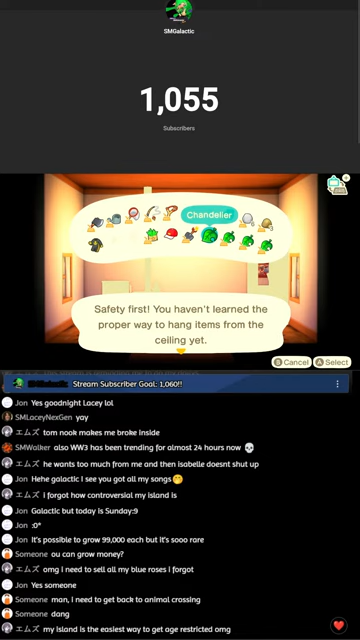 SMGalactic
1,055
Subscribers
Chandelier
Safety first! You haven't learned the
proper way to hang items from the
ceiling yet.
B Cancel A Select
SMGalactic Stream Subscriber Goal: 1,060!!
Jon Yes goodnight Lacey lol
SMLaceyNexGen yay
エムズ tom nook makes me broke inside
SMWalker also WW3 has been trending for almost 24 hours now 💀
エムズ he wants too much from me and then isabelle doesnt shut up
Jon Hehe galactic I see you got all my songs🤭
エムズ i forgot how controversial my island is
Jon Galactic but today is Sunday:9
Jon :0*
Jon It's possible to grow 99,000 each but it's sooo rare
Someone ou can grow money?
エムズ omg i need to sell all my blue roses i forgot
Jon Yes someone
Someone man, i need to get back to animal crossing
Someone dang
エムズ my island is the easiest way to get age restricted omg